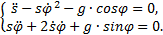 s̈ − sφ̇² − g · cosφ = 0,
sφ̈ + 2ṡφ̇ + g · sinφ = 0.